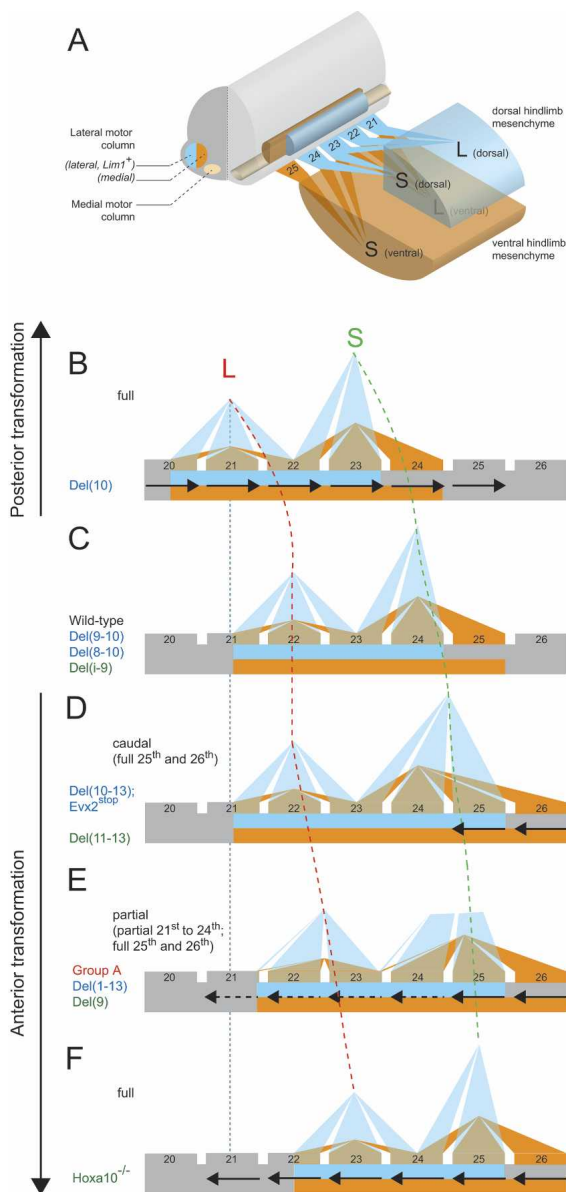 A
Lateral motor
column
(lateral, Lim1+)
(medial)
Medial motor
column
25
24
23
22
21
dorsal hindlimb
mesenchyme
L (dorsal)
S (dorsal)
L (ventral)
S (ventral)
ventral hindlimb
mesenchyme
Posterior transformation
B
full
L
S
20 21 22 23 24 25 26
Del(10)
C
Wild-type
Del(9-10)
Del(8-10)
Del(i-9)
20 21 22 23 24 25 26
Anterior transformation
D
caudal
(full 25th and 26th)
Del(10-13);
Evx2stop
Del(11-13)
20 21 22 23 24 25 26
E
partial
(partial 21st to 24th;
full 25th and 26th)
Group A
Del(1-13)
Del(9)
20 21 22 23 24 25 26
F
full
20 21 22 23 24 25 26
Hoxa10-/-